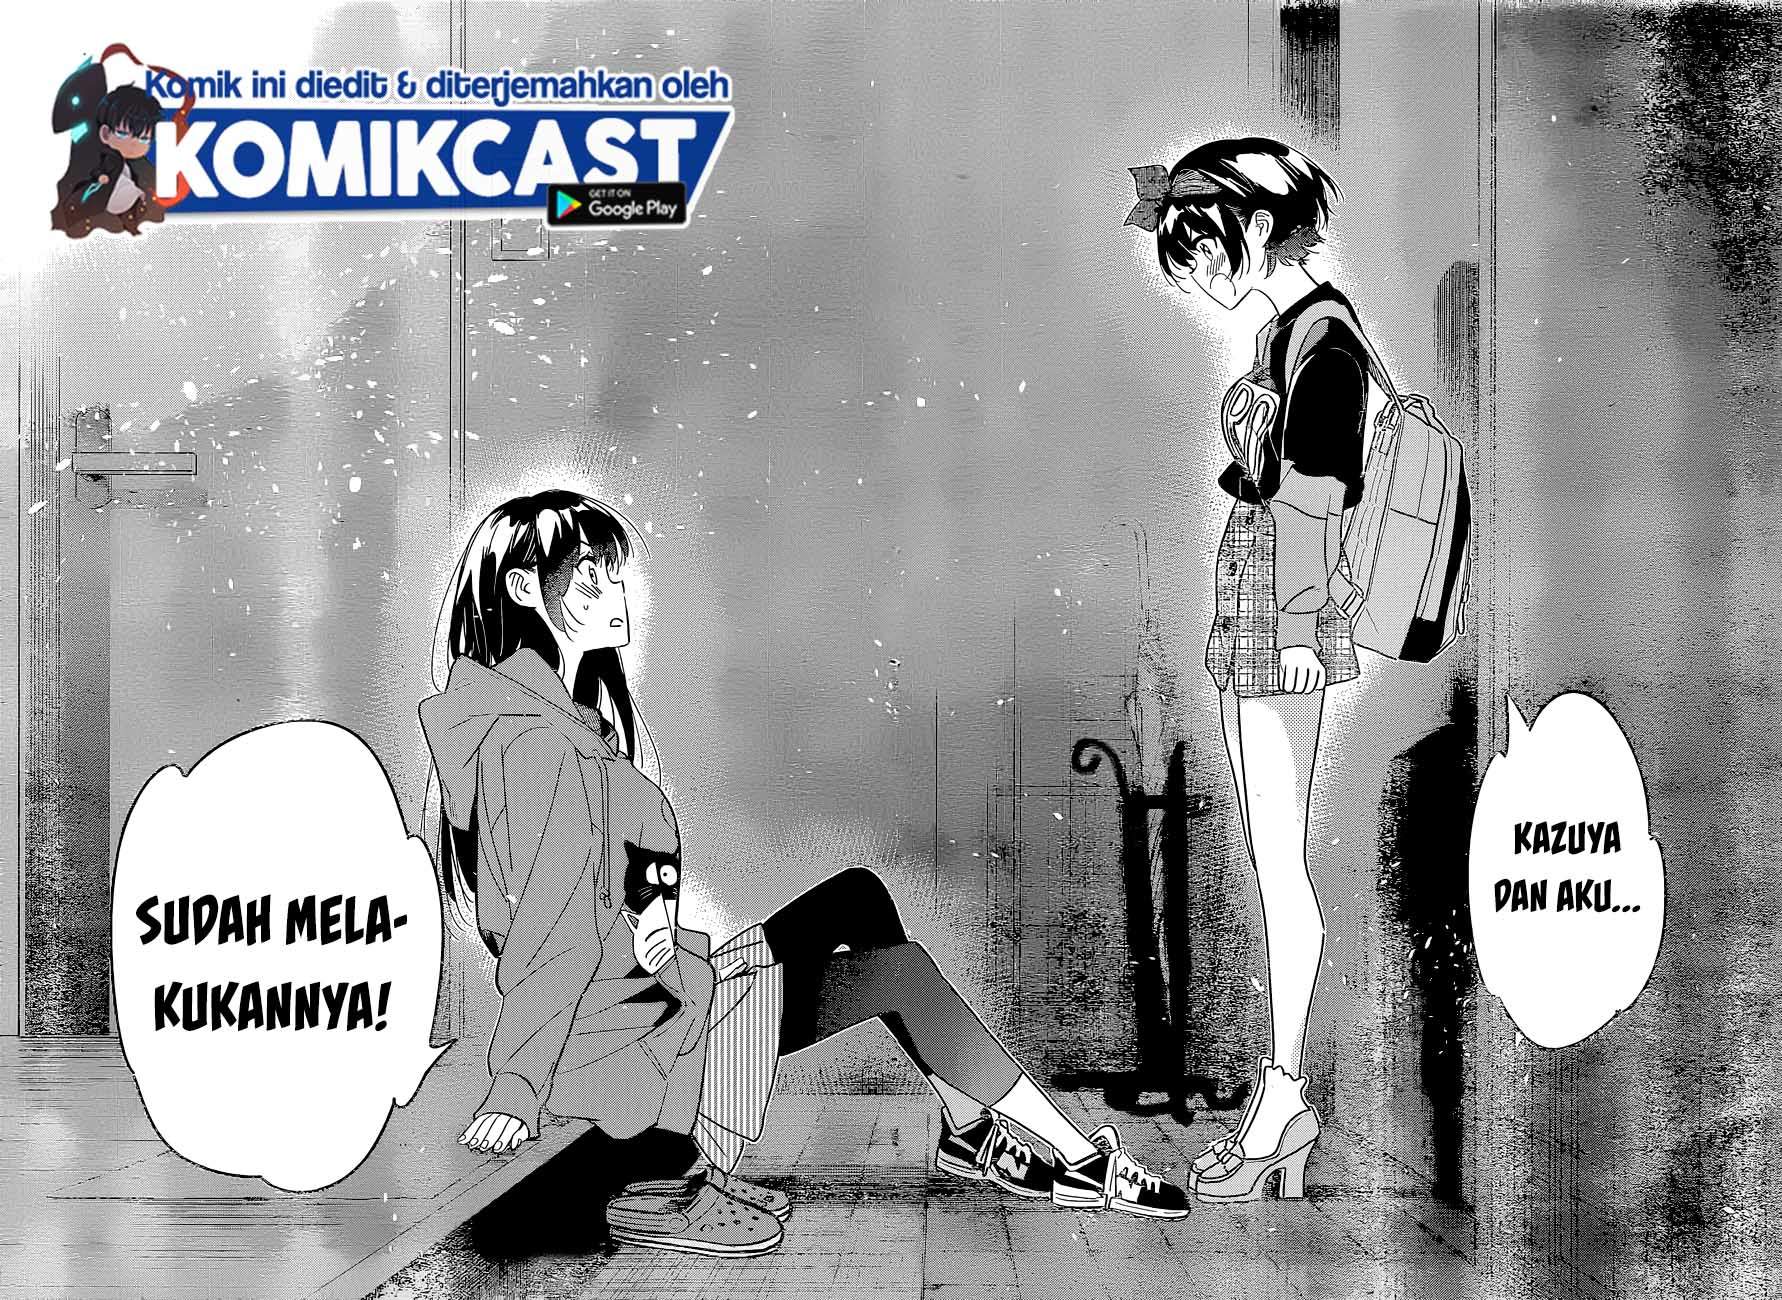 Komik ini diedit & diterjemahkan oleh
KOMIKCAST
GET IT ON
Google Play
KAZUYA
DAN AKU...
SUDAH MELA-
KUKANNYA!